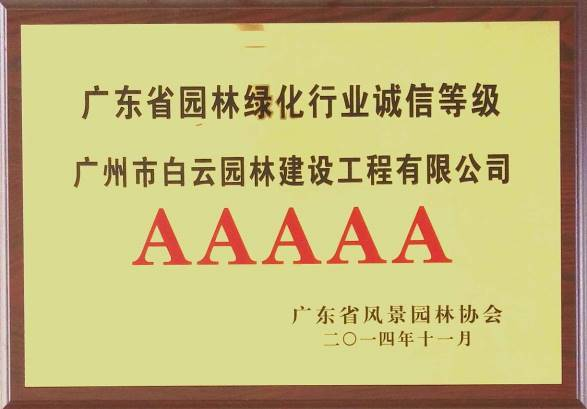 广东省园林绿化行业诚信等级
广州市白云园林建设工程有限公司
AAAAA
广东省风景园林协会
二〇一四年十一月